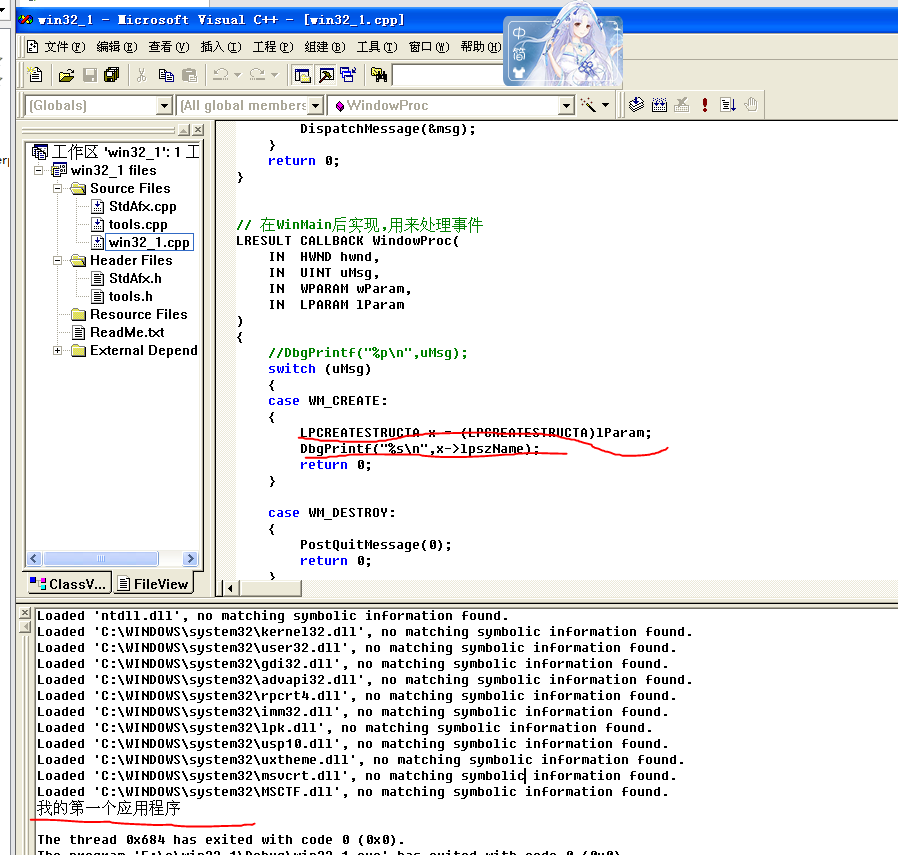 win32_1 - Microsoft Visual C++ - [win32_1.cpp]
文件(F) 编辑(E) 查看(V) 插入(I) 工程(P) 组建(B) 工具(T) 窗口(W) 帮助(H)
中
简
[Globals] [All global members WindowProc
工作区 'win32_1': 1 工
win32_1 files
Source Files
StdAfx.cpp
tools.cpp
win32_1.cpp
Header Files
StdAfx.h
tools.h
Resource Files
ReadMe.txt
External Depend
ClassV... FileView
DispatchMessage(&msg);
}
return 0;
}
// 在WinMain后实现,用来处理事件
LRESULT CALLBACK WindowProc(
IN HWND hwnd,
IN UINT uMsg,
IN WPARAM wParam,
IN LPARAM lParam
)
{
//DbgPrintf("%p\n",uMsg);
switch (uMsg)
{
case WM_CREATE:
{
LPCREATESTRUCTA x = (LPCREATESTRUCTA)lParam;
DbgPrintf("%s\n",x->lpszName);
return 0;
}
case WM_DESTROY:
{
PostQuitMessage(0);
return 0;
}
Loaded 'ntdll.dll', no matching symbolic information found.
Loaded 'C:\WINDOWS\system32\kernel32.dll', no matching symbolic information found.
Loaded 'C:\WINDOWS\system32\user32.dll', no matching symbolic information found.
Loaded 'C:\WINDOWS\system32\gdi32.dll', no matching symbolic information found.
Loaded 'C:\WINDOWS\system32\advapi32.dll', no matching symbolic information found.
Loaded 'C:\WINDOWS\system32\rpcrt4.dll', no matching symbolic information found.
Loaded 'C:\WINDOWS\system32\imm32.dll', no matching symbolic information found.
Loaded 'C:\WINDOWS\system32\lpk.dll', no matching symbolic information found.
Loaded 'C:\WINDOWS\system32\usp10.dll', no matching symbolic information found.
Loaded 'C:\WINDOWS\system32\uxtheme.dll', no matching symbolic information found.
Loaded 'C:\WINDOWS\system32\msvcrt.dll', no matching symbolic information found.
Loaded 'C:\WINDOWS\system32\MSCTF.dll', no matching symbolic information found.
我的第一个应用程序
The thread 0x684 has exited with code 0 (0x0).